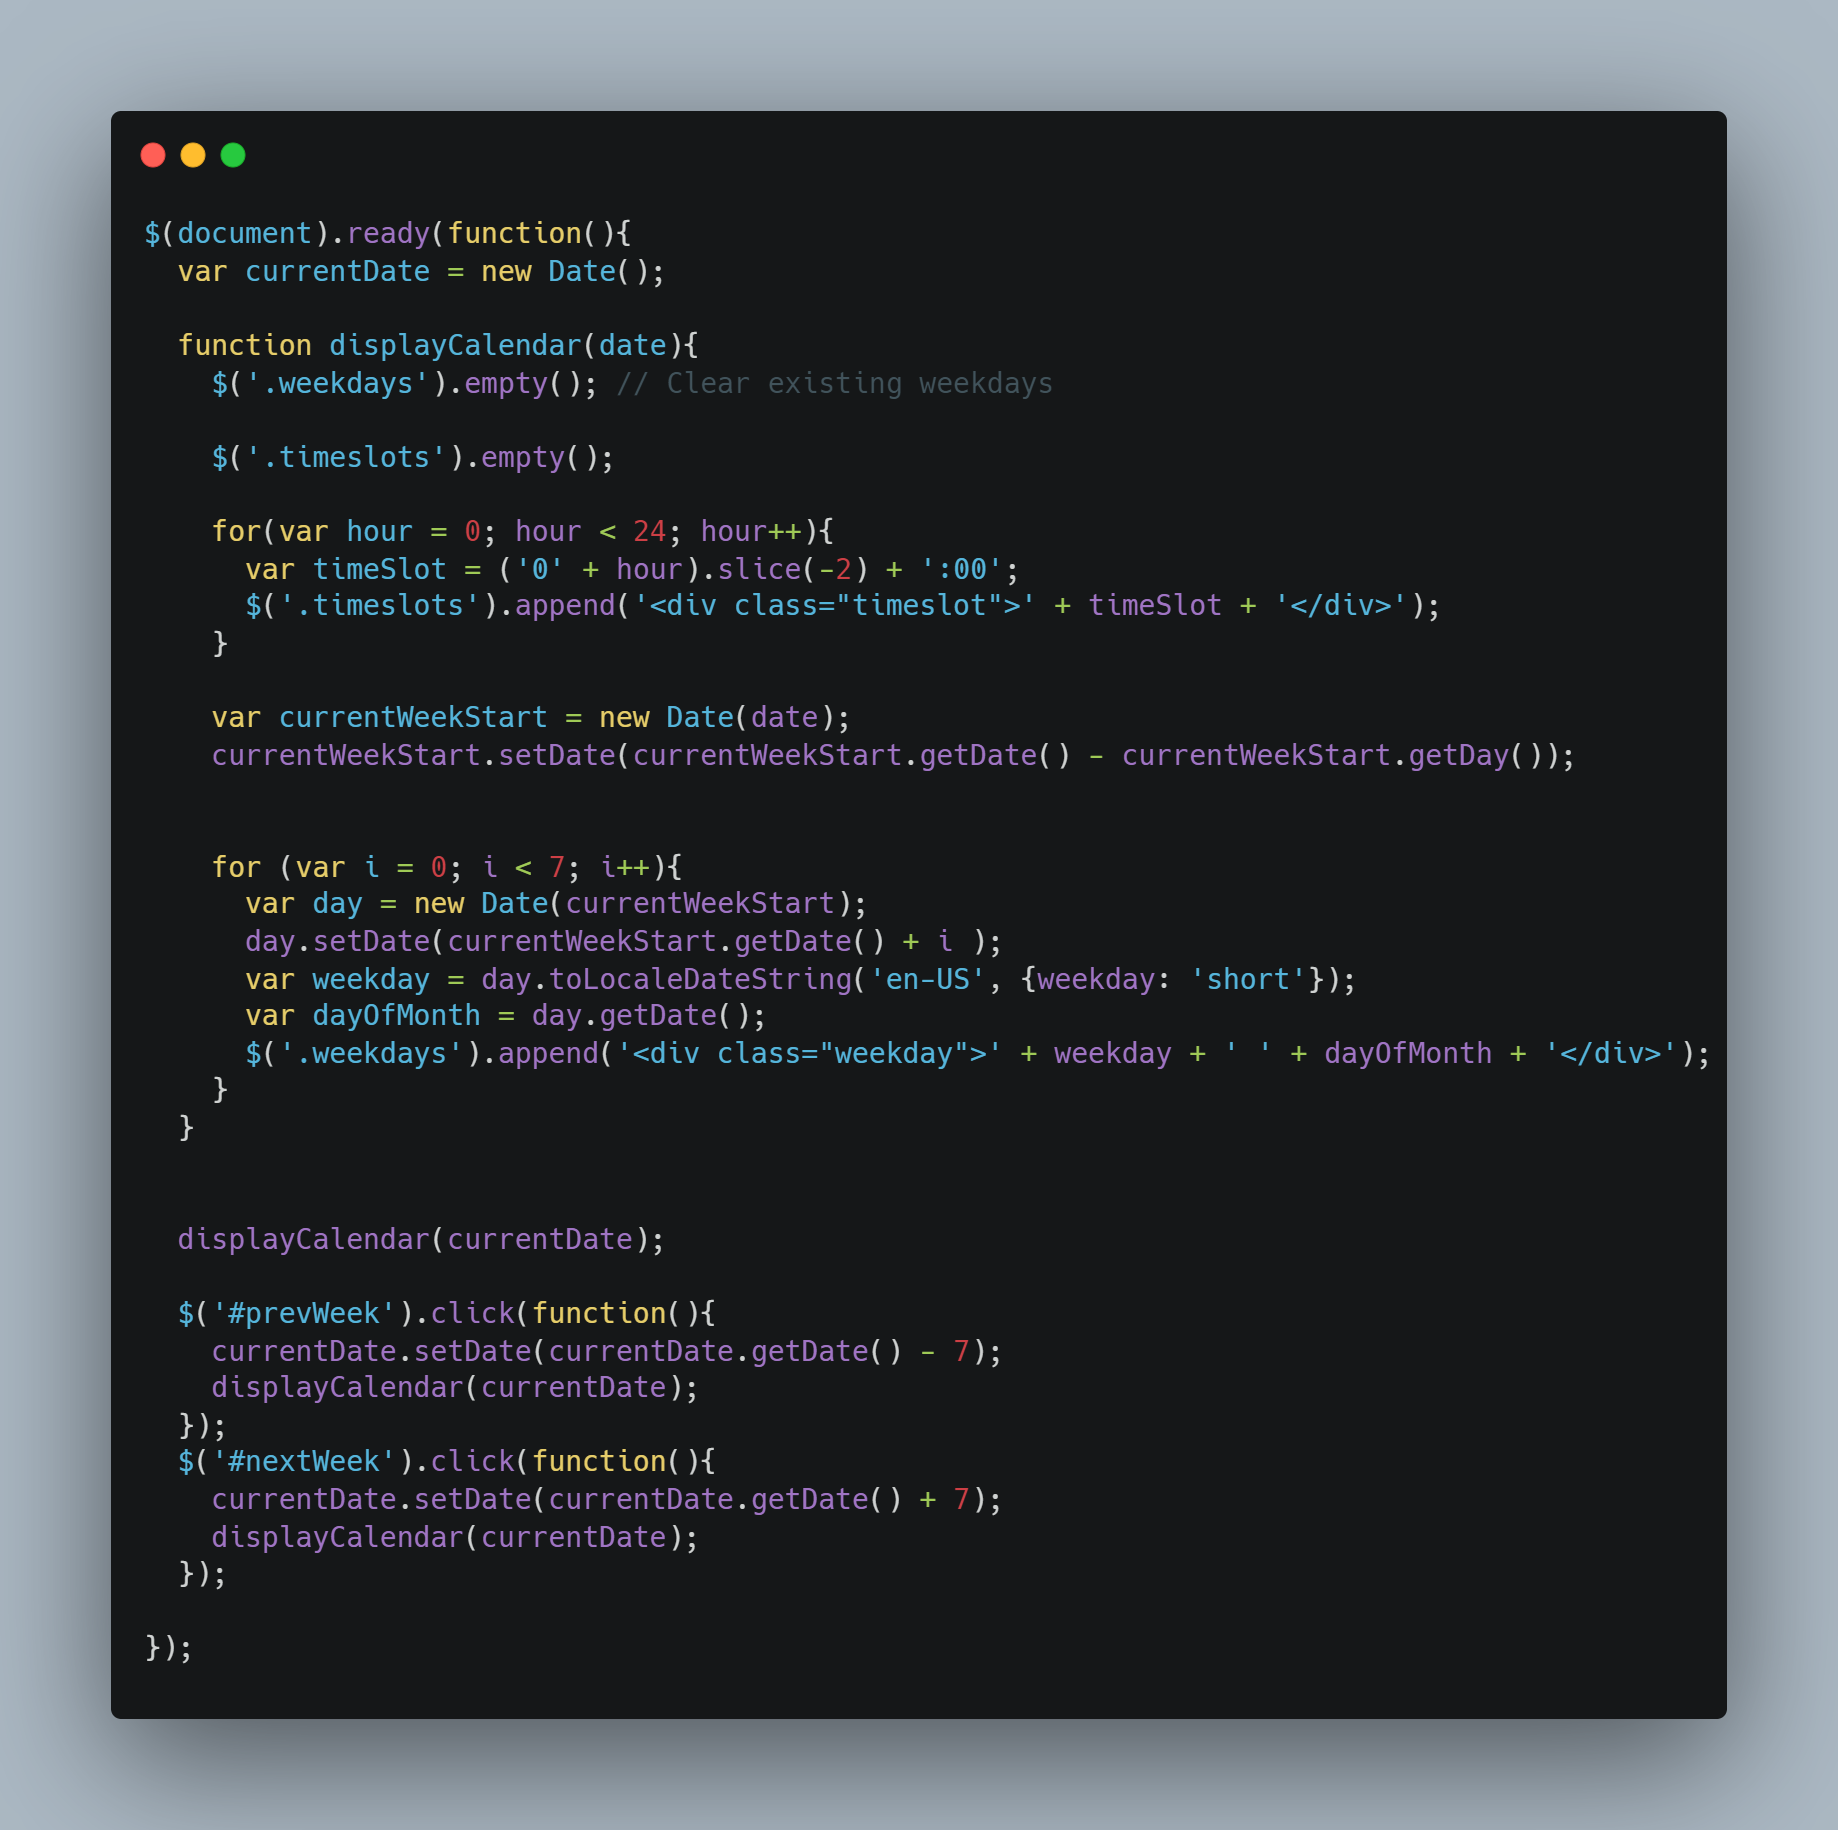 $(document).ready(function(){
  var currentDate = new Date();

  function displayCalendar(date){
    $('.weekdays').empty(); // Clear existing weekdays

    $('.timeslots').empty();

    for(var hour = 0; hour < 24; hour++){
      var timeSlot = ('0' + hour).slice(-2) + ':00';
      $('.timeslots').append('<div class="timeslot">' + timeSlot + '</div>');
    }

    var currentWeekStart = new Date(date);
    currentWeekStart.setDate(currentWeekStart.getDate() - currentWeekStart.getDay());


    for (var i = 0; i < 7; i++){
      var day = new Date(currentWeekStart);
      day.setDate(currentWeekStart.getDate() + i );
      var weekday = day.toLocaleDateString('en-US', {weekday: 'short'});
      var dayOfMonth = day.getDate();
      $('.weekdays').append('<div class="weekday">' + weekday + ' ' + dayOfMonth + '</div>');
    }
  }


  displayCalendar(currentDate);

  $('#prevWeek').click(function(){
    currentDate.setDate(currentDate.getDate() - 7);
    displayCalendar(currentDate);
  });
  $('#nextWeek').click(function(){
    currentDate.setDate(currentDate.getDate() + 7);
    displayCalendar(currentDate);
  });

});